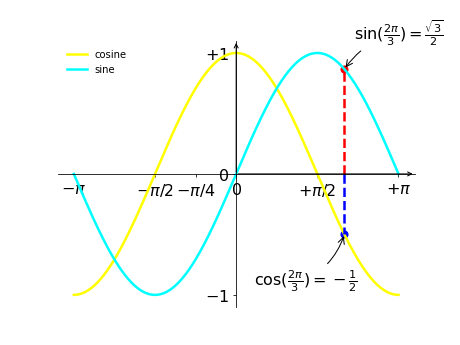 sin(2π/3) = √3/2
cosine
sine
+1
0
−π −π/2 −π/4 0 +π/2 +π
cos(2π/3) = −1/2
−1